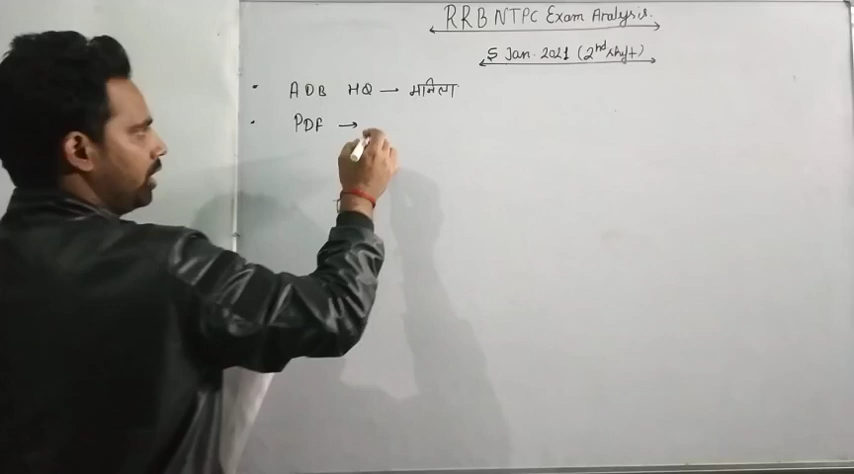 RRB NTPC Exam Analysis.
5 Jan. 2021 (2nd shift)
• ADB HQ → मनिला
• PDF →